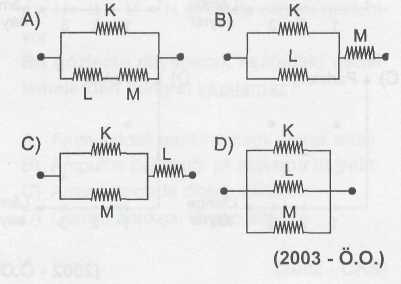 A) K
L M
B) K
L
M
C) K
M
L
D) K
L
M
(2003 - Ö.O.)